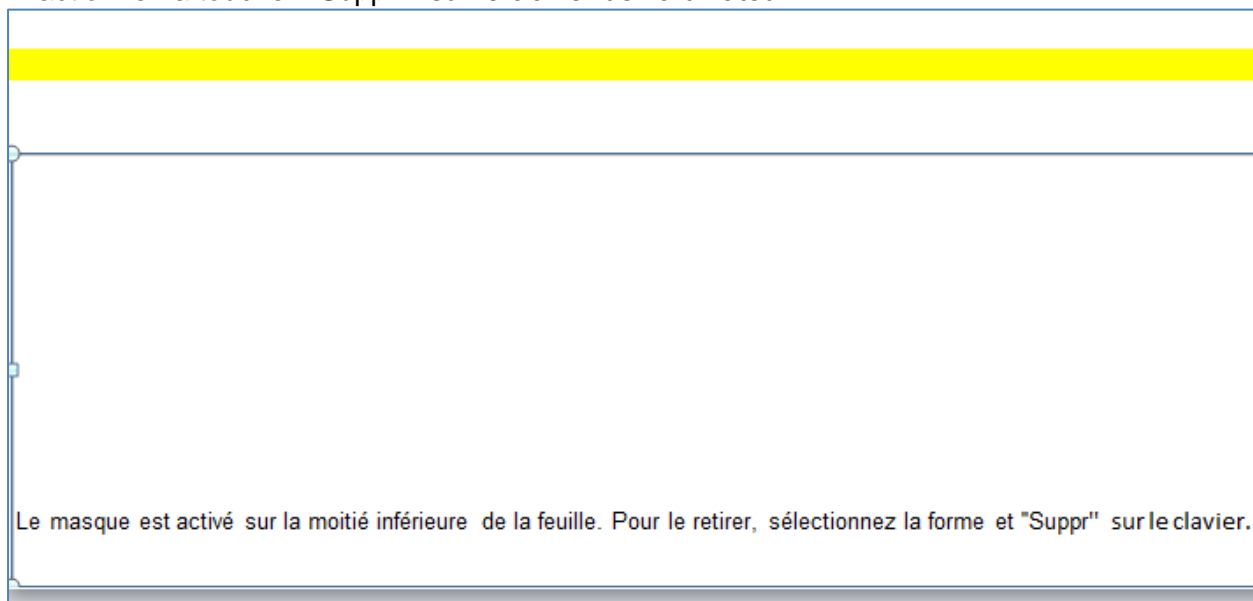 Le masque est activé sur la moitié inférieure de la feuille. Pour le retirer, sélectionnez la forme et "Suppr" sur le clavier.